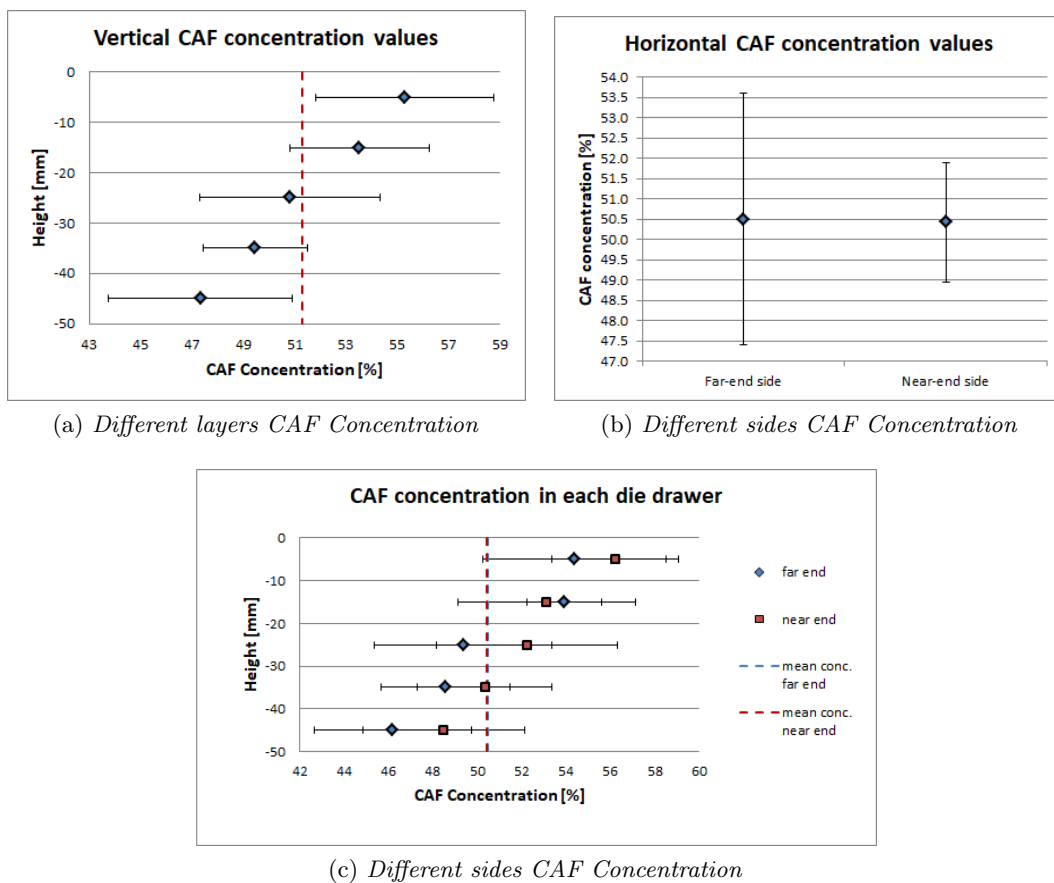 Vertical CAF concentration values
0
-10
-20
-30
-40
-50
Height [mm]
43 45 47 49 51 53 55 57 59
CAF Concentration [%]
(a) Different layers CAF Concentration
Horizontal CAF concentration values
54.0
53.5
53.0
52.5
52.0
51.5
51.0
50.5
50.0
49.5
49.0
48.5
48.0
47.5
47.0
CAF concentration [%]
Far-end side Near-end side
(b) Different sides CAF Concentration
CAF concentration in each die drawer
0
-10
-20
-30
-40
-50
Height [mm]
42 44 46 48 50 52 54 56 58 60
CAF Concentration [%]
far end
near end
mean conc.
far end
mean conc.
near end
(c) Different sides CAF Concentration